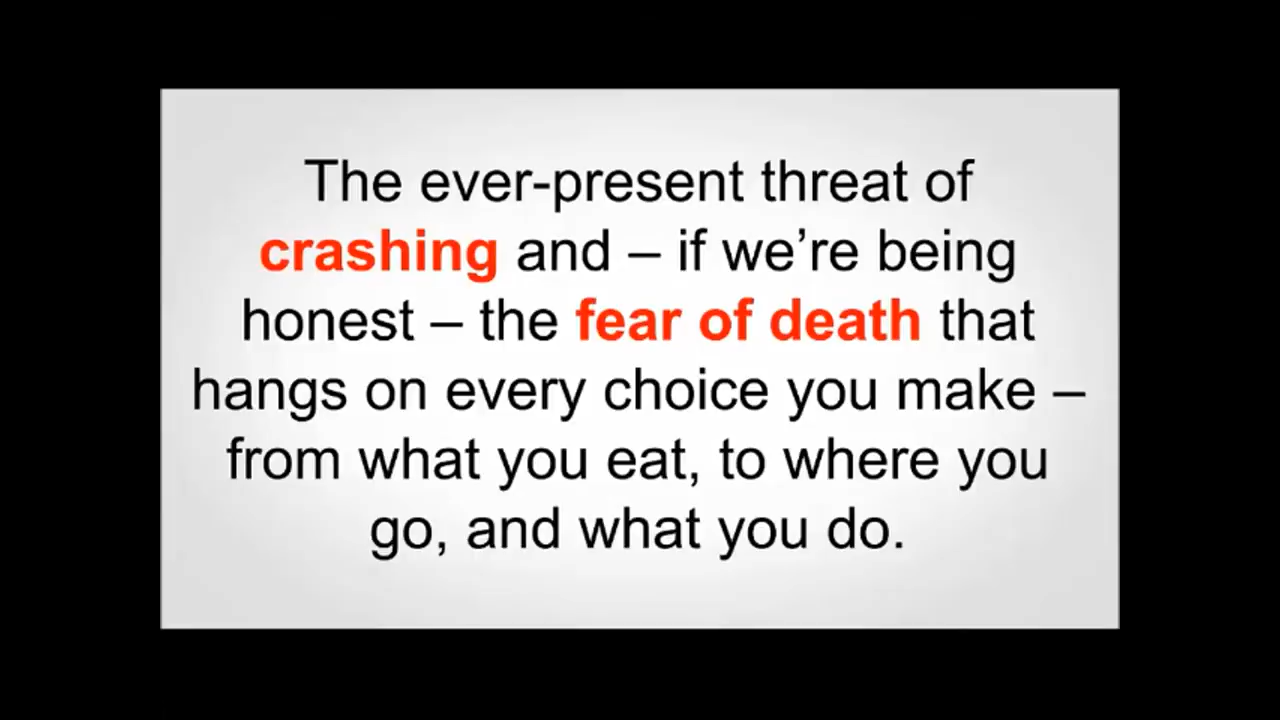 The ever-present threat of
crashing and – if we’re being
honest – the fear of death that
hangs on every choice you make –
from what you eat, to where you
go, and what you do.